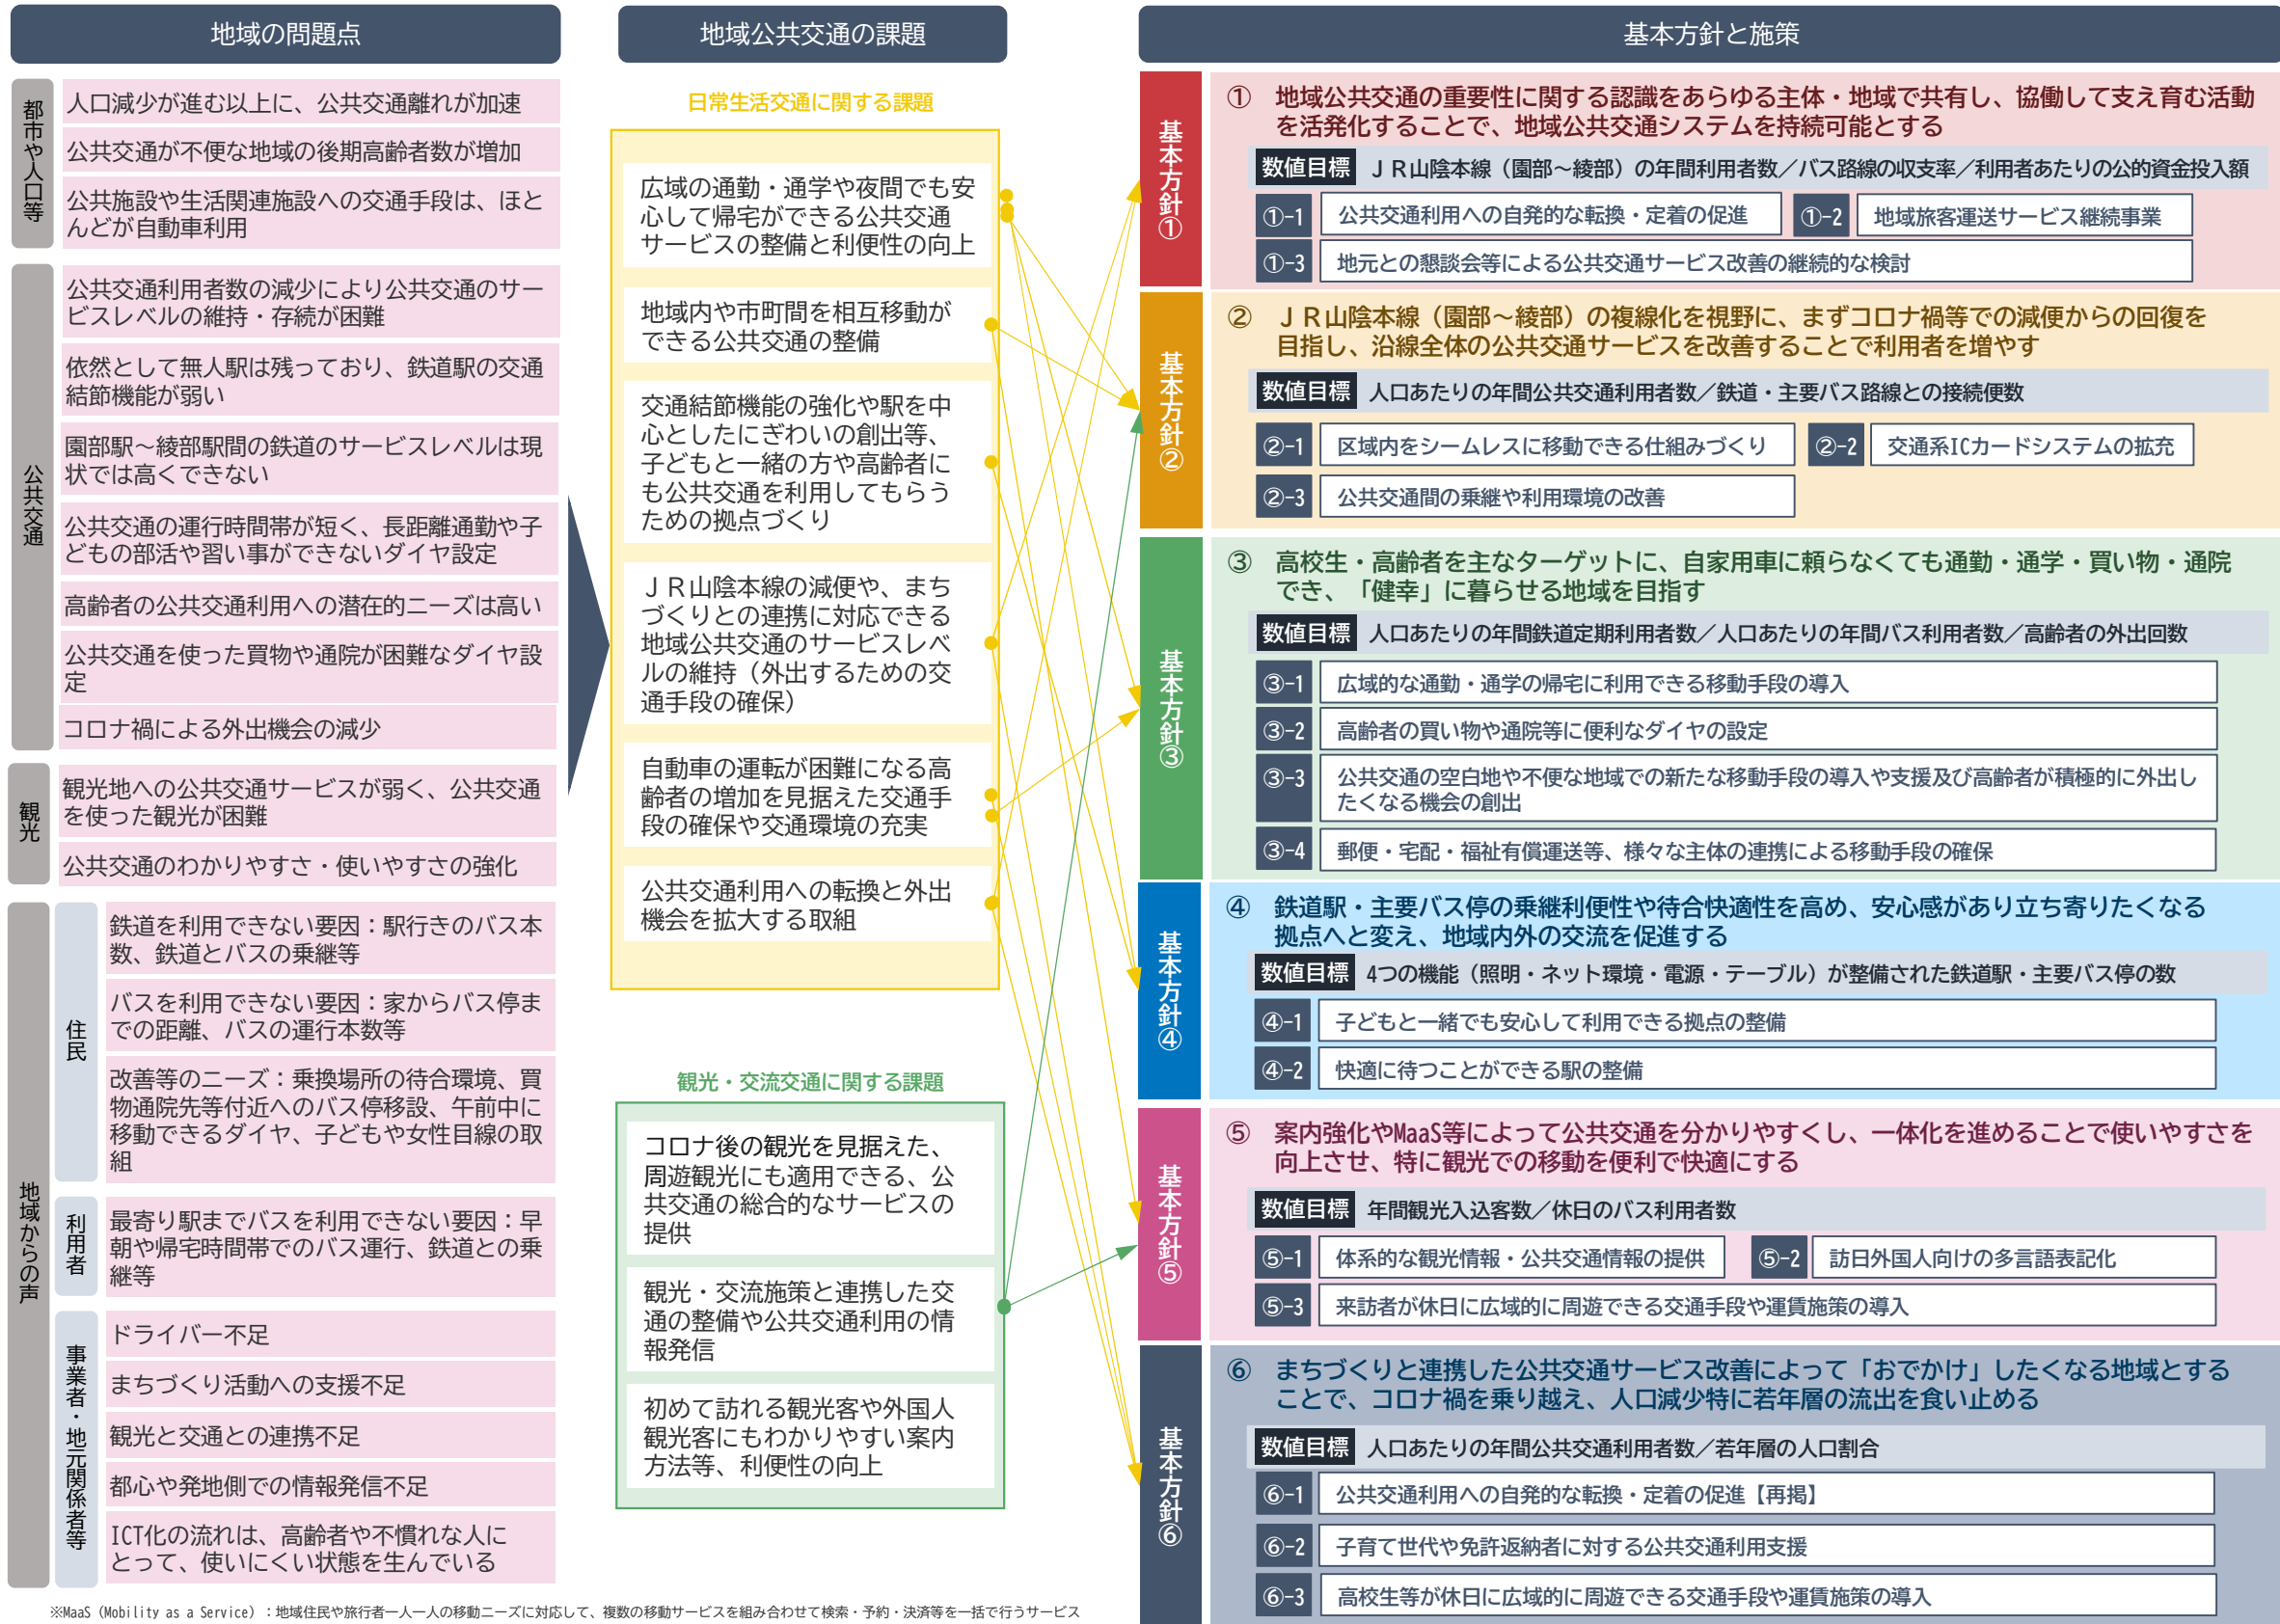 地域の問題点
都市や人口等
人口減少が進む以上に、公共交通離れが加速
公共交通が不便な地域の後期高齢者数が増加
公共施設や生活関連施設への交通手段は、ほと
んどが自動車利用
公共交通
公共交通利用者数の減少により公共交通のサー
ビスレベルの維持・存続が困難
依然として無人駅は残っており、鉄道駅の交通
結節機能が弱い
園部駅～綾部駅間の鉄道のサービスレベルは現
状では高くできない
公共交通の運行時間帯が短く、長距離通勤や子
どもの部活や習い事ができないダイヤ設定
高齢者の公共交通利用への潜在的ニーズは高い
公共交通を使った買物や通院が困難なダイヤ設
定
コロナ禍による外出機会の減少
観光
観光地への公共交通サービスが弱く、公共交通
を使った観光が困難
公共交通のわかりやすさ・使いやすさの強化
地域からの声
住民
鉄道を利用できない要因：駅行きのバス本
数、鉄道とバスの乗継等
バスを利用できない要因：家からバス停ま
での距離、バスの運行本数等
改善等のニーズ：乗換場所の待合環境、買
物通院先等付近へのバス停移設、午前中に
移動できるダイヤ、子どもや女性目線の取
組
利用者
最寄り駅までバスを利用できない要因：早
朝や帰宅時間帯でのバス運行、鉄道との乗
継等
事業者・地元関係者等
ドライバー不足
まちづくり活動への支援不足
観光と交通との連携不足
都心や発地側での情報発信不足
ICT化の流れは、高齢者や不慣れな人に
とって、使いにくい状態を生んでいる
地域公共交通の課題
日常生活交通に関する課題
広域の通勤・通学や夜間でも安
心して帰宅ができる公共交通
サービスの整備と利便性の向上
地域内や市町間を相互移動が
できる公共交通の整備
交通結節機能の強化や駅を中
心としたにぎわいの創出等、
子どもと一緒の方や高齢者に
も公共交通を利用してもらう
ための拠点づくり
ＪＲ山陰本線の減便や、まち
づくりとの連携に対応できる
地域公共交通のサービスレベ
ルの維持（外出するための交
通手段の確保）
自動車の運転が困難になる高
齢者の増加を見据えた交通手
段の確保や交通環境の充実
公共交通利用への転換と外出
機会を拡大する取組
観光・交流交通に関する課題
コロナ後の観光を見据えた、
周遊観光にも適用できる、公
共交通の総合的なサービスの
提供
観光・交流施策と連携した交
通の整備や公共交通利用の情
報発信
初めて訪れる観光客や外国人
観光客にもわかりやすい案内
方法等、利便性の向上
基本方針と施策
基本方針①
① 地域公共交通の重要性に関する認識をあらゆる主体・地域で共有し、協働して支え育む活動
を活発化することで、地域公共交通システムを持続可能とする
数値目標 ＪＲ山陰本線（園部～綾部）の年間利用者数／バス路線の収支率／利用者あたりの公的資金投入額
①-1 公共交通利用への自発的な転換・定着の促進 ①-2 地域旅客運送サービス継続事業
①-3 地元との懇談会等による公共交通サービス改善の継続的な検討
基本方針②
② ＪＲ山陰本線（園部～綾部）の複線化を視野に、まずコロナ禍等での減便からの回復を
目指し、沿線全体の公共交通サービスを改善することで利用者を増やす
数値目標 人口あたりの年間公共交通利用者数／鉄道・主要バス路線との接続便数
②-1 区域内をシームレスに移動できる仕組みづくり ②-2 交通系ICカードシステムの拡充
②-3 公共交通間の乗継や利用環境の改善
基本方針③
③ 高校生・高齢者を主なターゲットに、自家用車に頼らなくても通勤・通学・買い物・通院
でき、「健幸」に暮らせる地域を目指す
数値目標 人口あたりの年間鉄道定期利用者数／人口あたりの年間バス利用者数／高齢者の外出回数
③-1 広域的な通勤・通学の帰宅に利用できる移動手段の導入
③-2 高齢者の買い物や通院等に便利なダイヤの設定
③-3 公共交通の空白地や不便な地域での新たな移動手段の導入や支援及び高齢者が積極的に外出し
たくなる機会の創出
③-4 郵便・宅配・福祉有償運送等、様々な主体の連携による移動手段の確保
基本方針④
④ 鉄道駅・主要バス停の乗継利便性や待合快適性を高め、安心感があり立ち寄りたくなる
拠点へと変え、地域内外の交流を促進する
数値目標 4つの機能（照明・ネット環境・電源・テーブル）が整備された鉄道駅・主要バス停の数
④-1 子どもと一緒でも安心して利用できる拠点の整備
④-2 快適に待つことができる駅の整備
基本方針⑤
⑤ 案内強化やMaaS等によって公共交通を分かりやすくし、一体化を進めることで使いやすさを
向上させ、特に観光での移動を便利で快適にする
数値目標 年間観光入込客数／休日のバス利用者数
⑤-1 体系的な観光情報・公共交通情報の提供 ⑤-2 訪日外国人向けの多言語表記化
⑤-3 来訪者が休日に広域的に周遊できる交通手段や運賃施策の導入
基本方針⑥
⑥ まちづくりと連携した公共交通サービス改善によって「おでかけ」したくなる地域とする
ことで、コロナ禍を乗り越え、人口減少特に若年層の流出を食い止める
数値目標 人口あたりの年間公共交通利用者数／若年層の人口割合
⑥-1 公共交通利用への自発的な転換・定着の促進【再掲】
⑥-2 子育て世代や免許返納者に対する公共交通利用支援
⑥-3 高校生等が休日に広域的に周遊できる交通手段や運賃施策の導入
※MaaS（Mobility as a Service）：地域住民や旅行者一人一人の移動ニーズに対応して、複数の移動サービスを組み合わせて検索・予約・決済等を一括で行うサービス